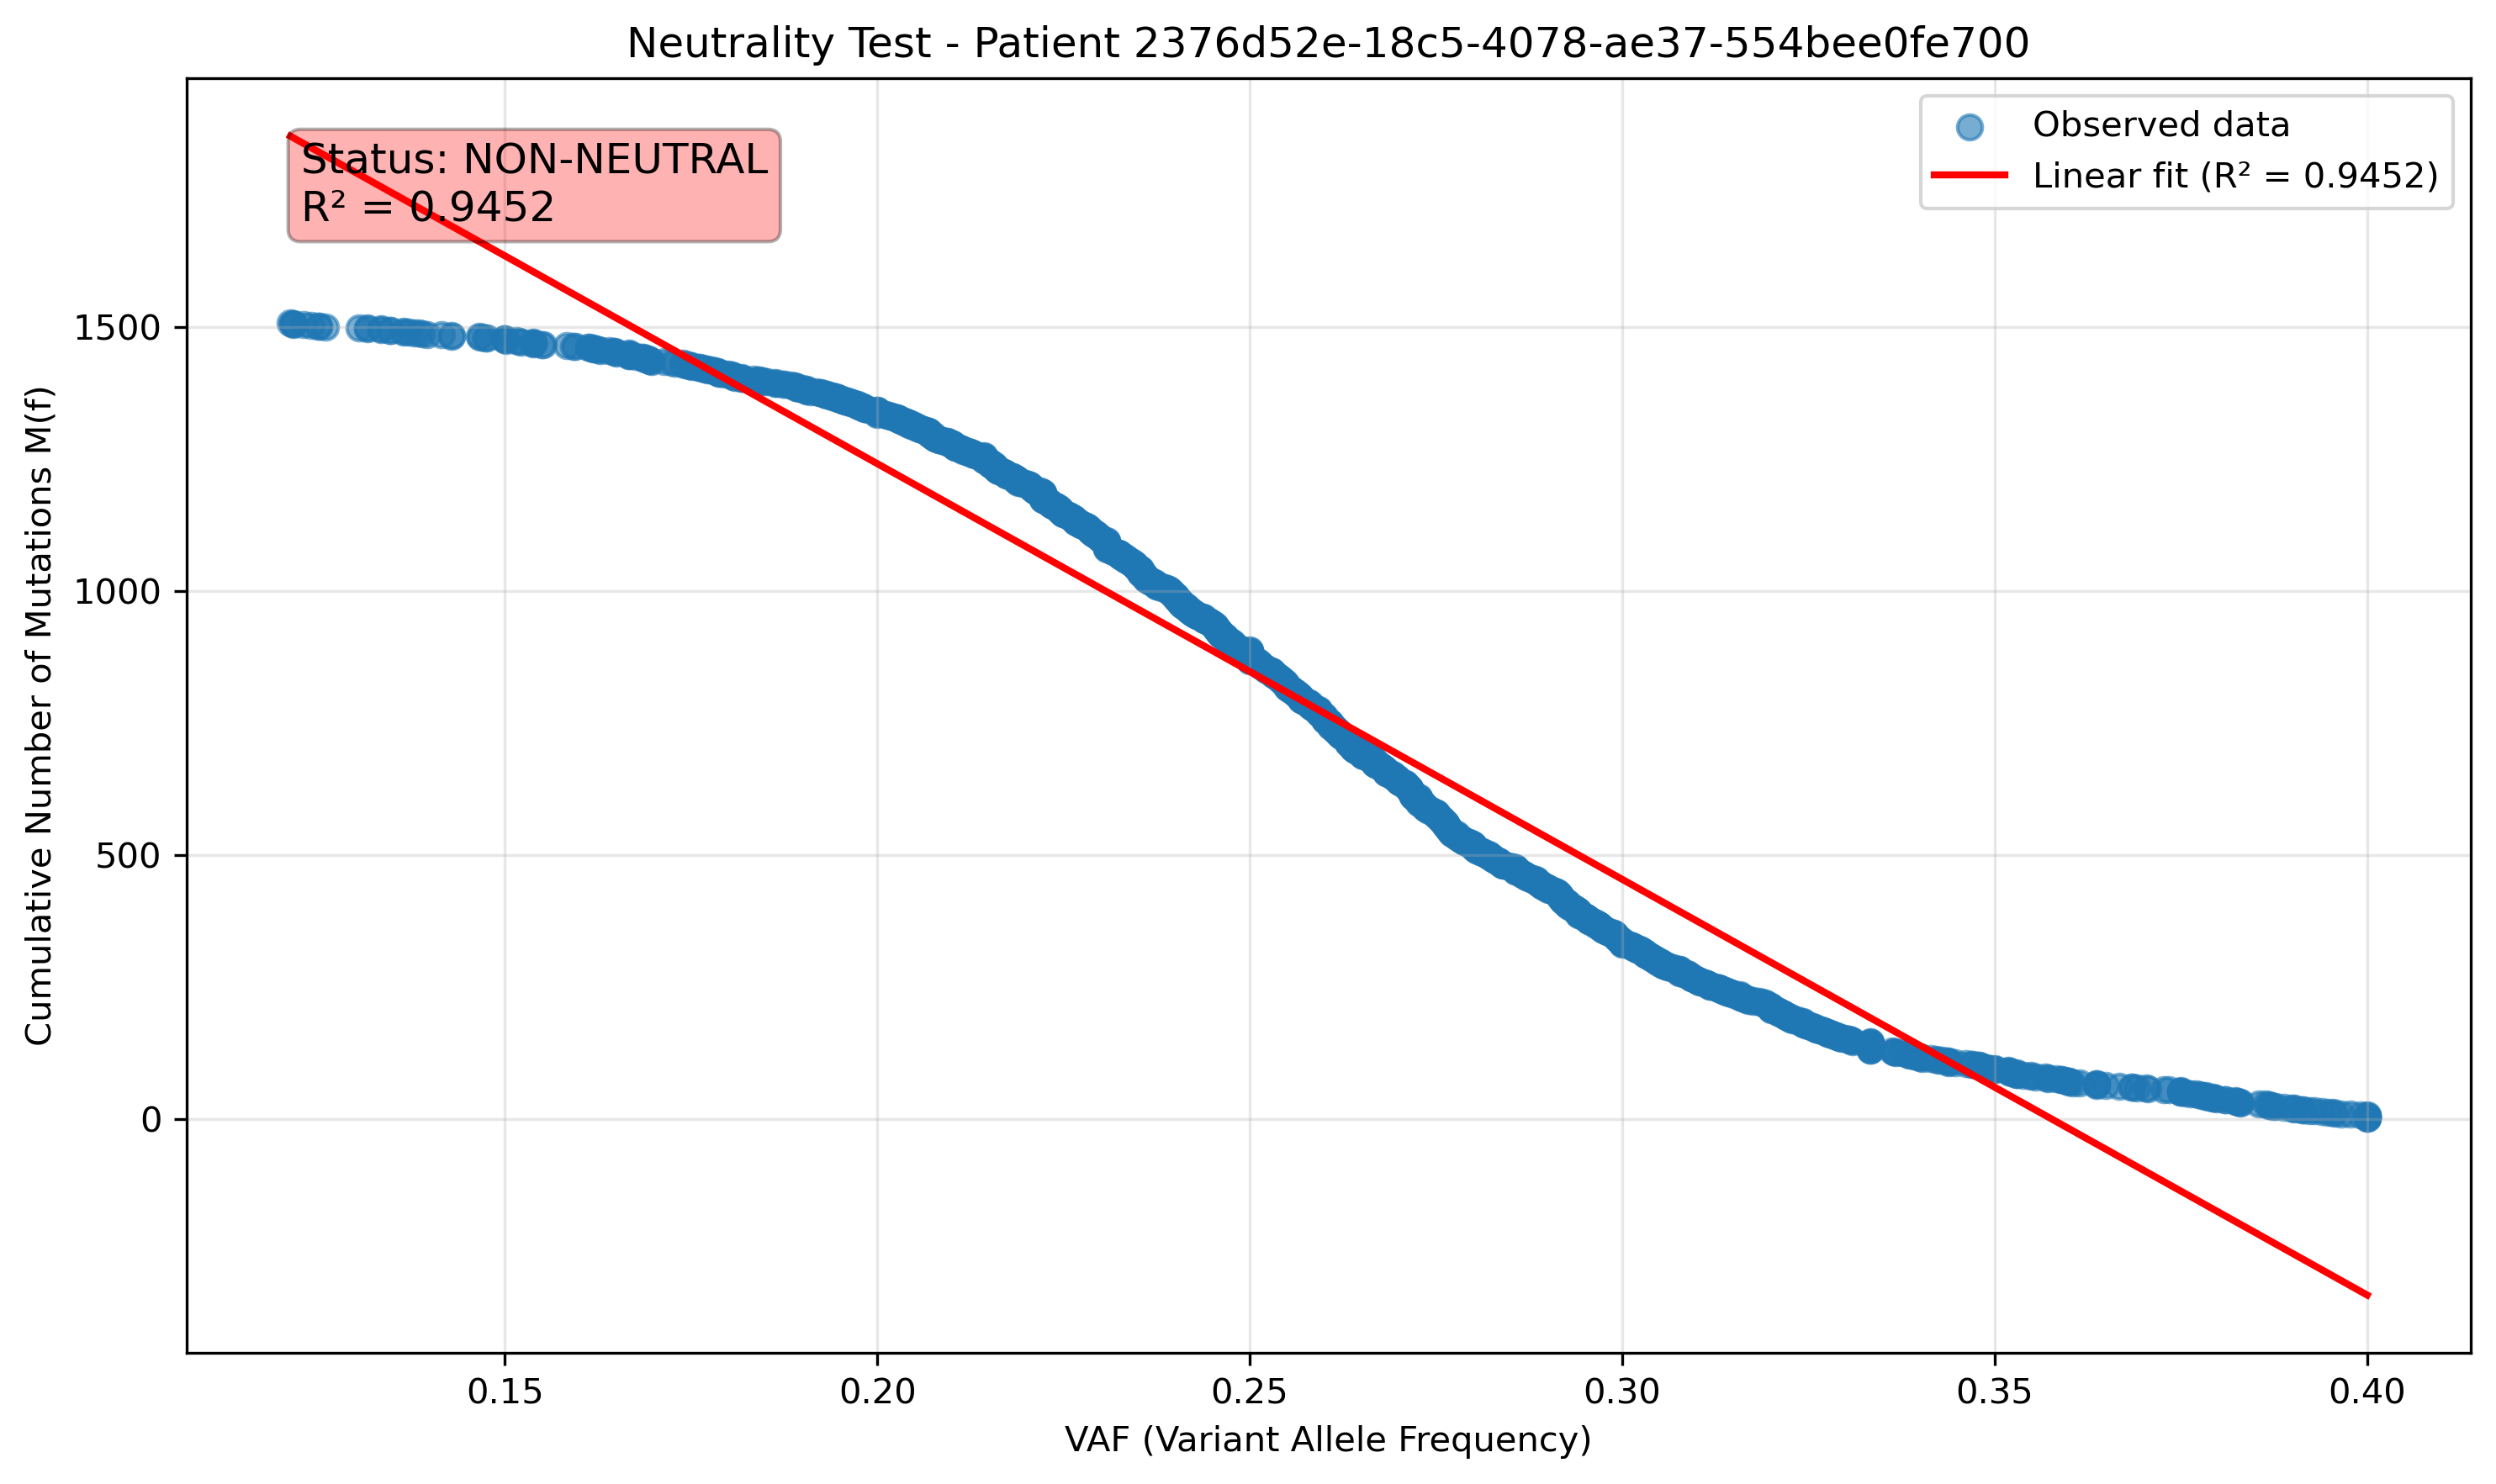 Neutrality Test - Patient 2376d52e-18c5-4078-ae37-554bee0fe700
Status: NON-NEUTRAL
R² = 0.9452
Observed data
Linear fit (R² = 0.9452)
Cumulative Number of Mutations M(f)
1500
1000
500
0
0.15
0.20
0.25
0.30
0.35
0.40
VAF (Variant Allele Frequency)